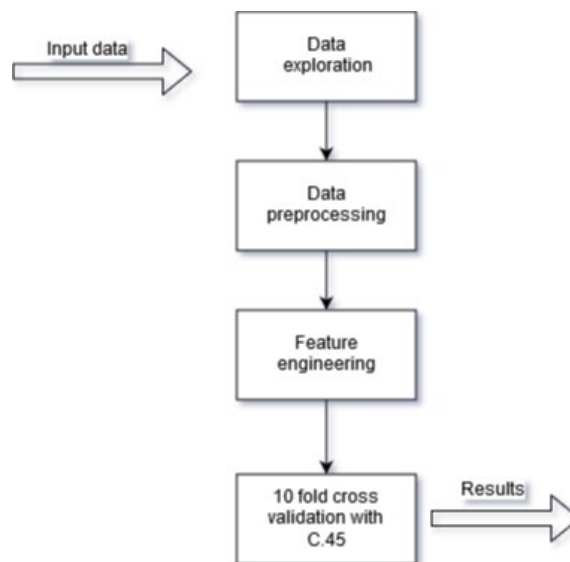 Input data
Data
exploration
Data
preprocessing
Feature
engineering
10 fold cross
validation with
C.45
Results